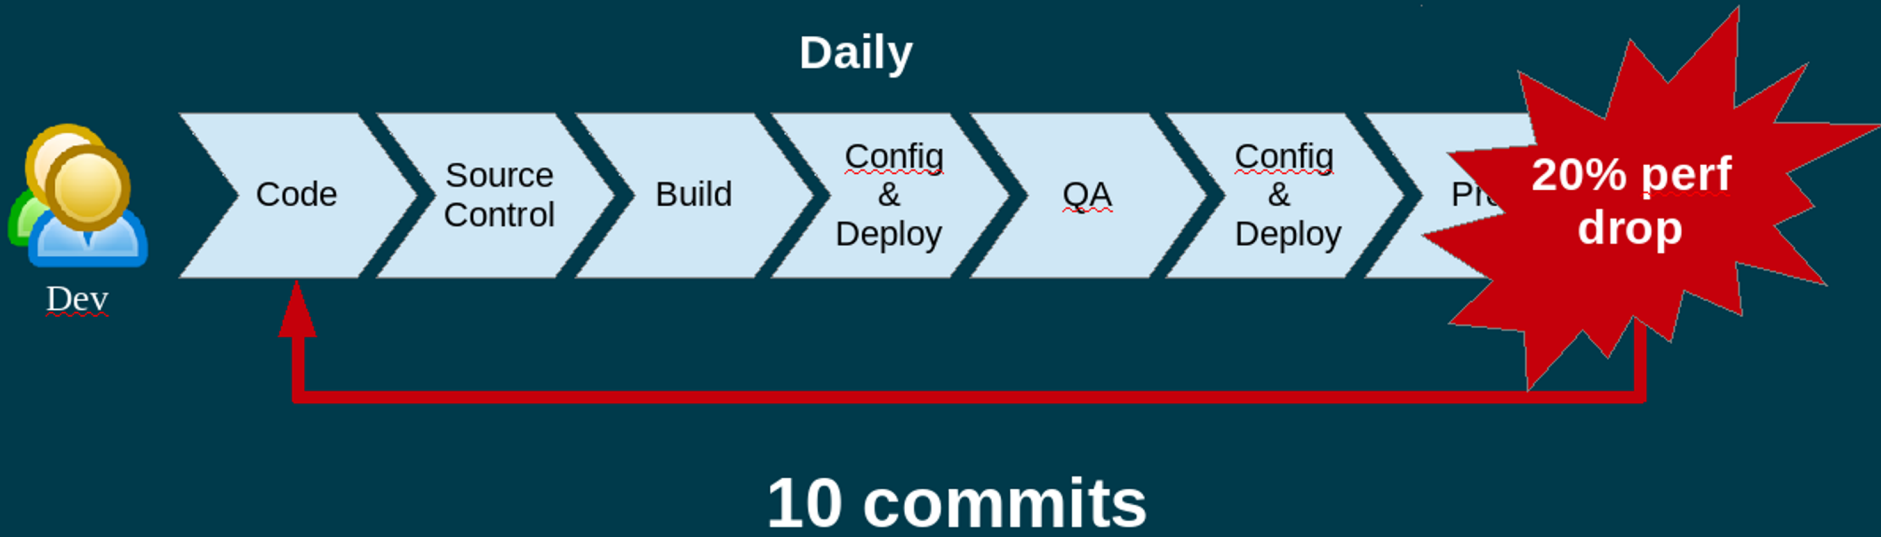 Daily
Code
Source
Control
Build
Config
&
Deploy
QA
Config
&
Deploy
20% perf
drop
Dev
10 commits